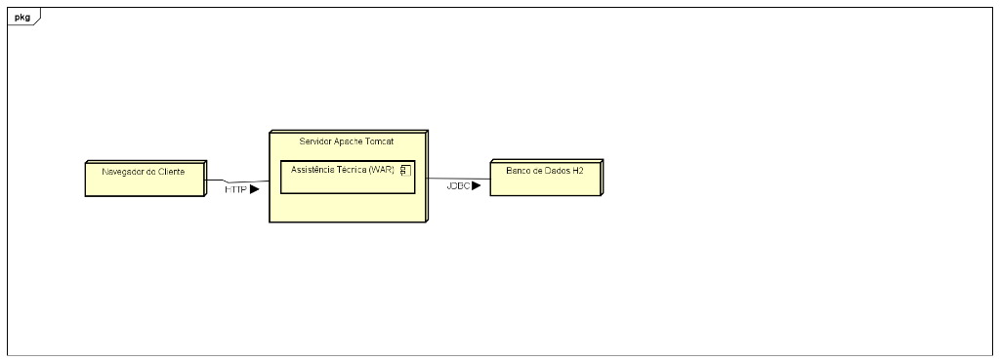 pkg
Servidor Apache Tomcat
Assistência Técnica (WAR)
Navegador do Cliente
HTTP
JDBC
Banco de Dados H2